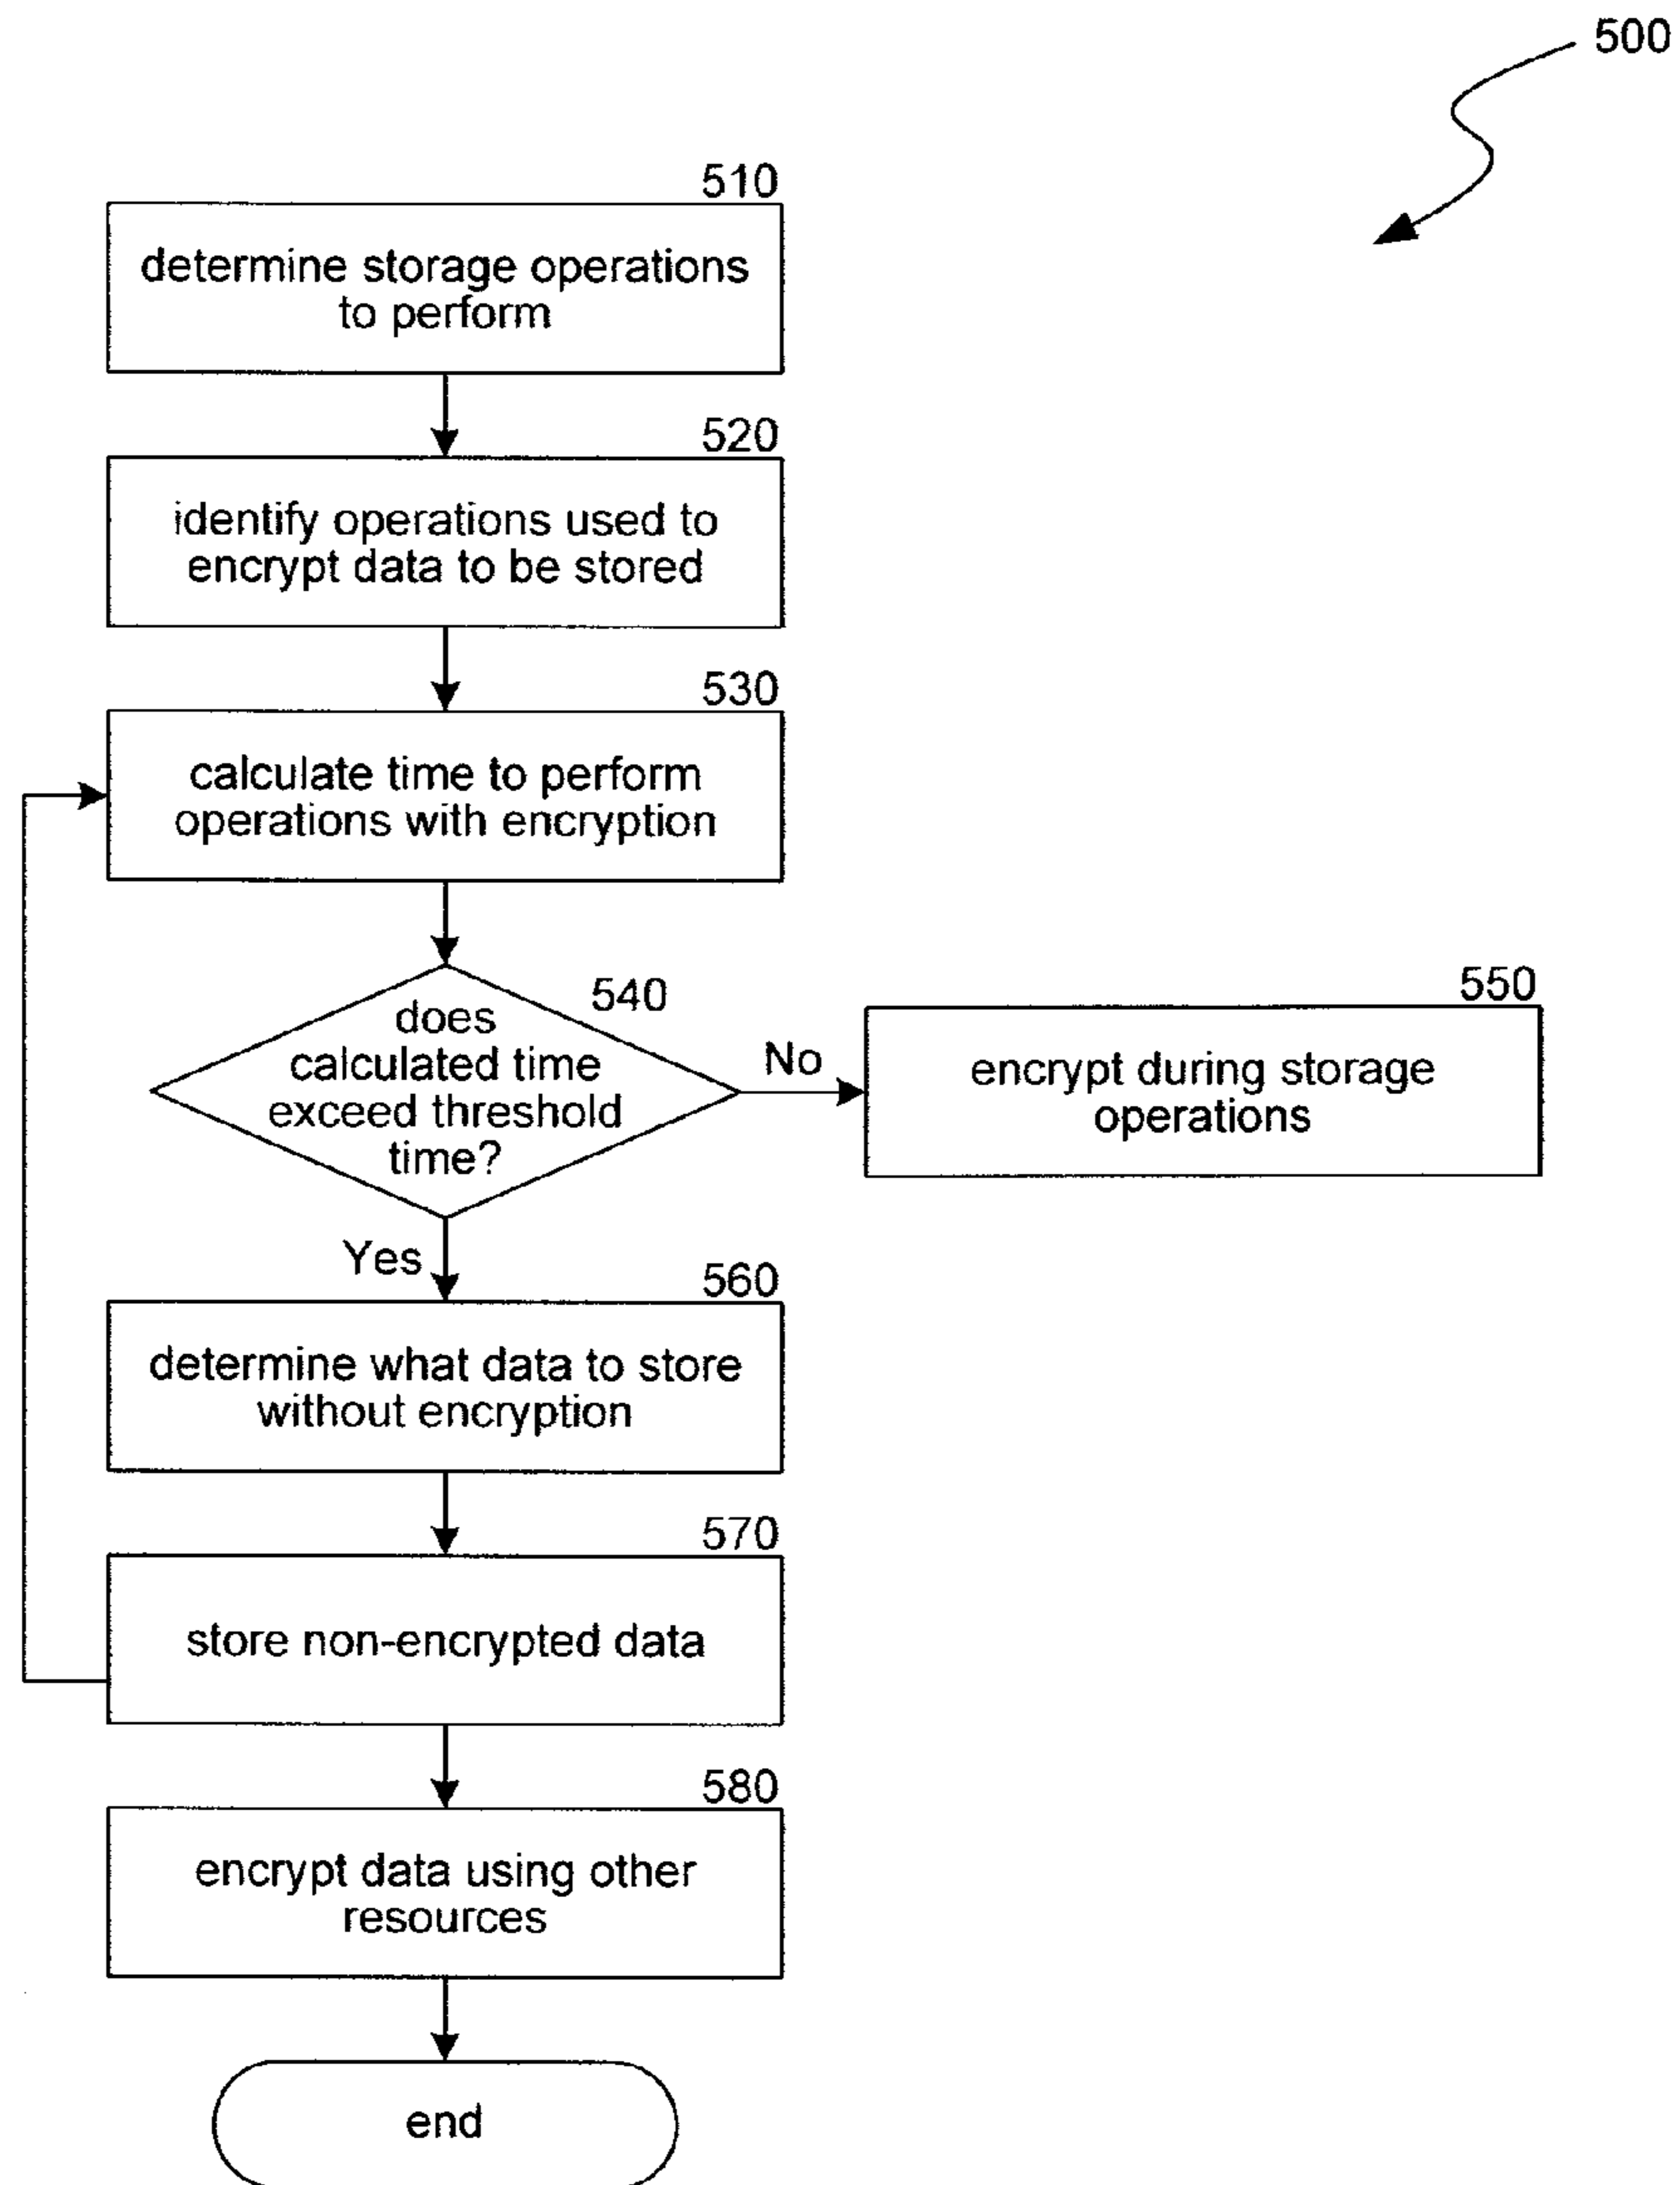 500
510
determine storage operations
to perform
520
identify operations used to
encrypt data to be stored
530
calculate time to perform
operations with encryption
540
does
calculated time
exceed threshold
time?
No
550
encrypt during storage
operations
Yes
560
determine what data to store
without encryption
570
store non-encrypted data
580
encrypt data using other
resources
end